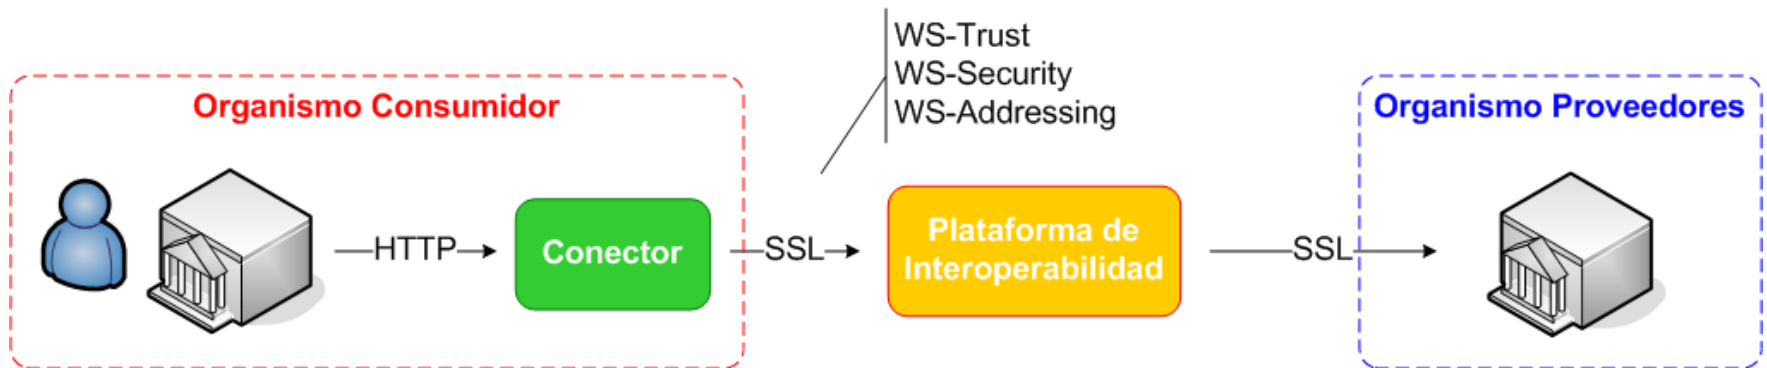 WS-Trust
WS-Security
WS-Addressing
Organismo Consumidor
HTTP
Conector
SSL
Plataforma de
Interoperabilidad
SSL
Organismo Proveedores